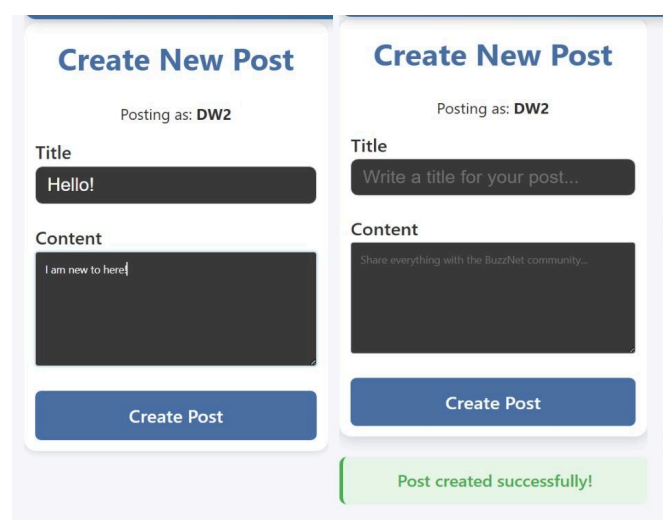 Create New Post
Posting as: DW2
Title
Hello!
Content
I am new to here!
Create Post
Create New Post
Posting as: DW2
Title
Write a title for your post...
Content
Share everything with the BuzzNet community...
Create Post
Post created successfully!